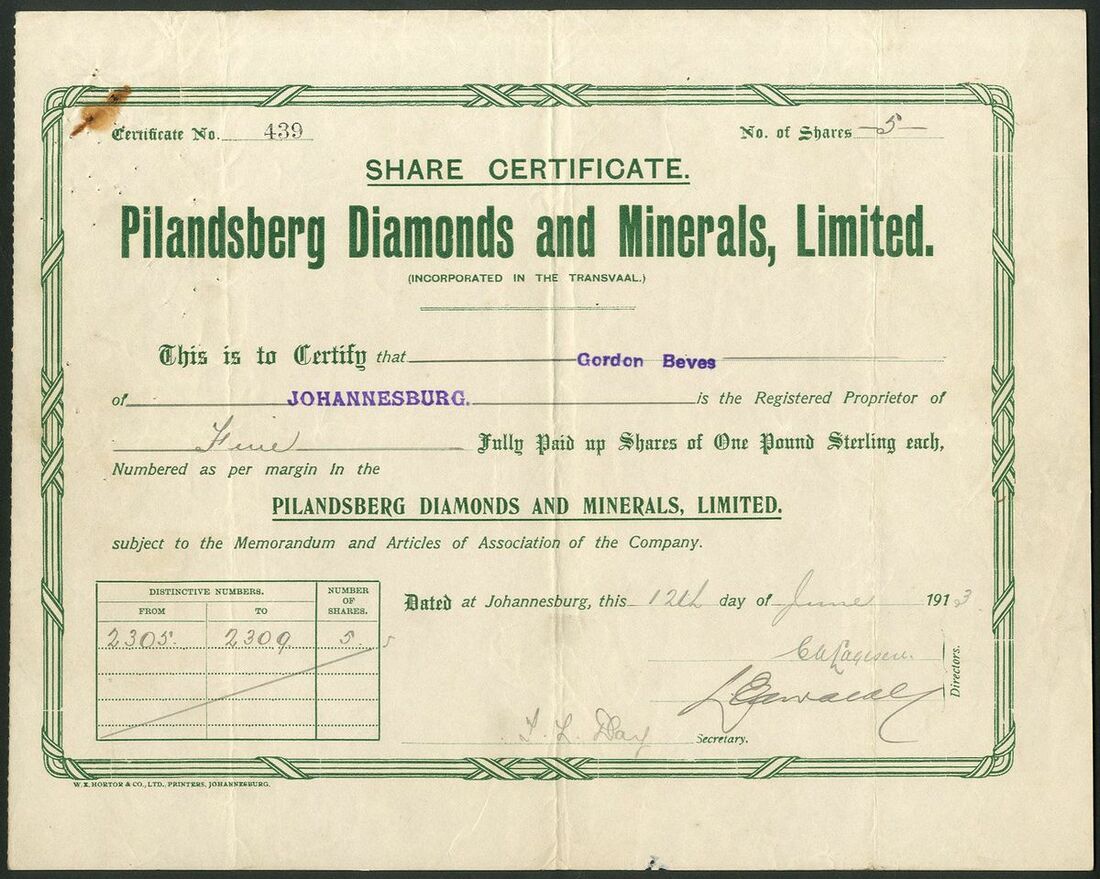 Certificate No. 439
No. of Shares —5—
SHARE CERTIFICATE.
Pilandsberg Diamonds and Minerals, Limited.
(INCORPORATED IN THE TRANSVAAL.)
This is to Certify that Gordon Beves
of JOHANNESBURG. is the Registered Proprietor of
Five Fully Paid up Shares of One Pound Sterling each,
Numbered as per margin In the
PILANDSBERG DIAMONDS AND MINERALS, LIMITED.
subject to the Memorandum and Articles of Association of the Company.
DISTINCTIVE NUMBERS.
NUMBER OF SHARES.
FROM TO
2305. 2309 5. 5
Dated at Johannesburg, this 12th day of June 1913
Directors.
F. L. Day Secretary.
W. E. HORTOR & CO., LTD., PRINTERS, JOHANNESBURG.